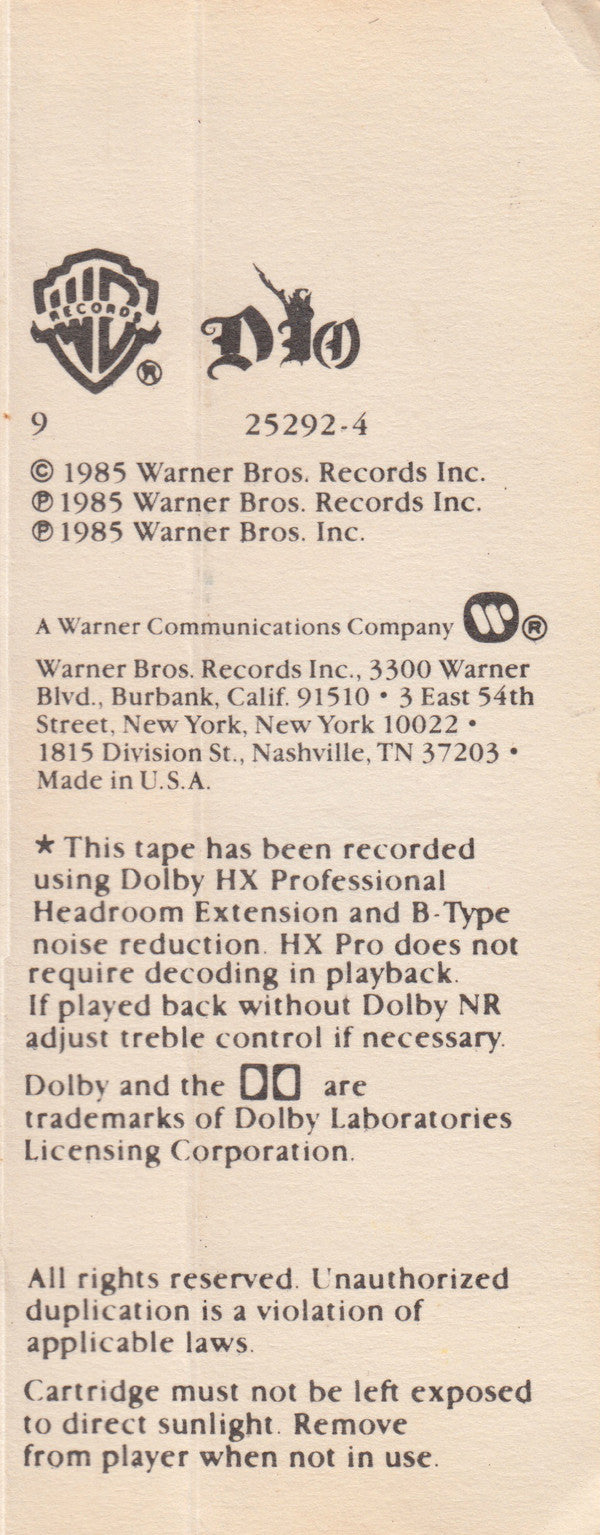 RECORDS
®
DIO
9 25292-4
© 1985 Warner Bros. Records Inc.
℗ 1985 Warner Bros. Records Inc.
℗ 1985 Warner Bros. Inc.
A Warner Communications Company ®
Warner Bros. Records Inc., 3300 Warner
Blvd., Burbank, Calif. 91510 • 3 East 54th
Street, New York, New York 10022 •
1815 Division St., Nashville, TN 37203 •
Made in U.S.A.
* This tape has been recorded
using Dolby HX Professional
Headroom Extension and B-Type
noise reduction. HX Pro does not
require decoding in playback.
If played back without Dolby NR
adjust treble control if necessary.
Dolby and the are
trademarks of Dolby Laboratories
Licensing Corporation.
All rights reserved. Unauthorized
duplication is a violation of
applicable laws.
Cartridge must not be left exposed
to direct sunlight. Remove
from player when not in use.